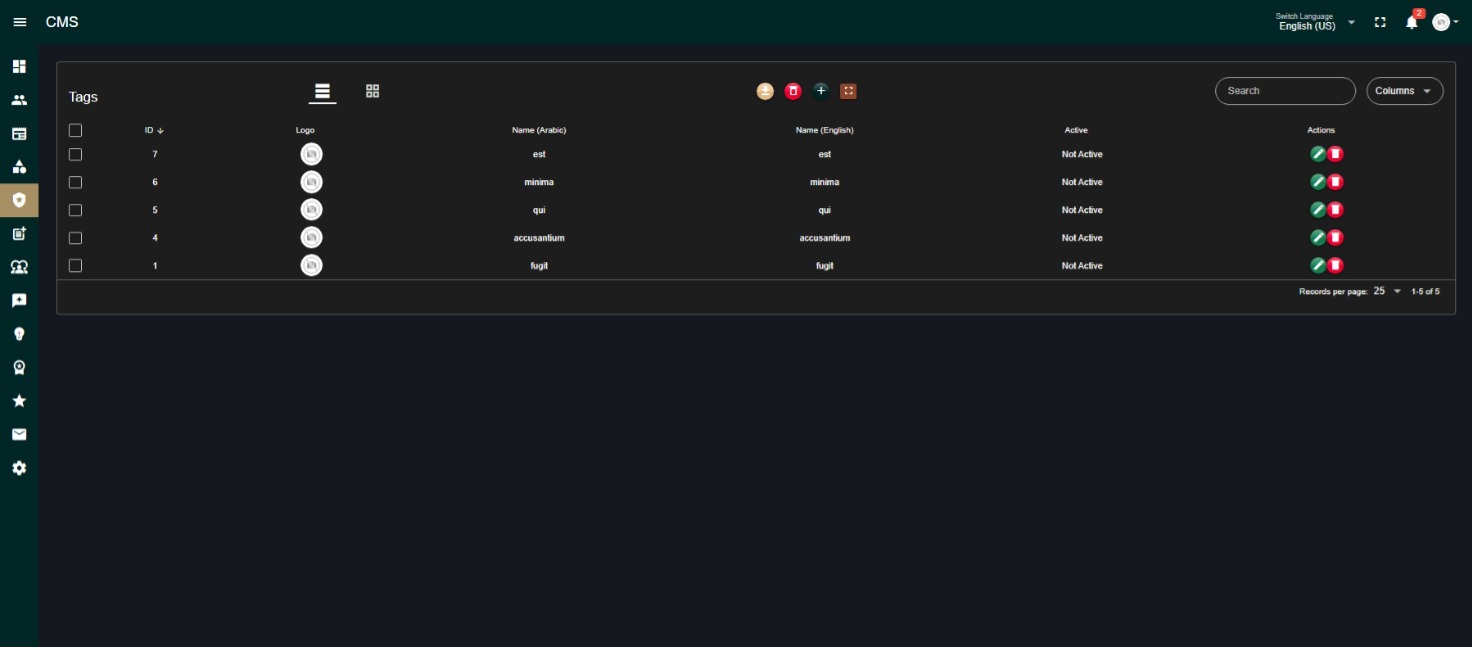 CMS
Switch Language
English (US)
2
Tags
Search
Columns
ID Logo Name (Arabic) Name (English) Active Actions
7 est est Not Active
6 minima minima Not Active
5 qui qui Not Active
4 accusantium accusantium Not Active
1 fugit fugit Not Active
Records per page: 25 1-5 of 5